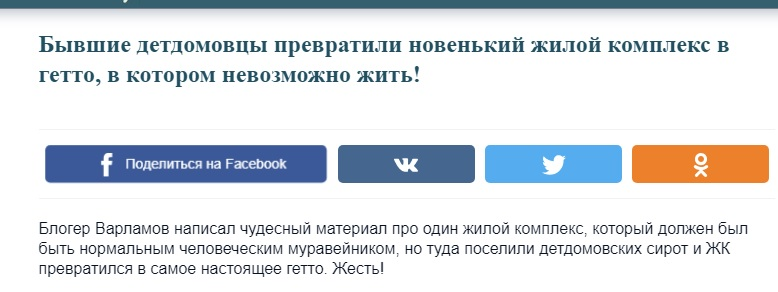 Бывшие детдомовцы превратили новенький жилой комплекс в
гетто, в котором невозможно жить!
Поделиться на Facebook
Блогер Варламов написал чудесный материал про один жилой комплекс, который должен был
быть нормальным человеческим муравейником, но туда поселили детдомовских сирот и ЖК
превратился в самое настоящее гетто. Жесть!